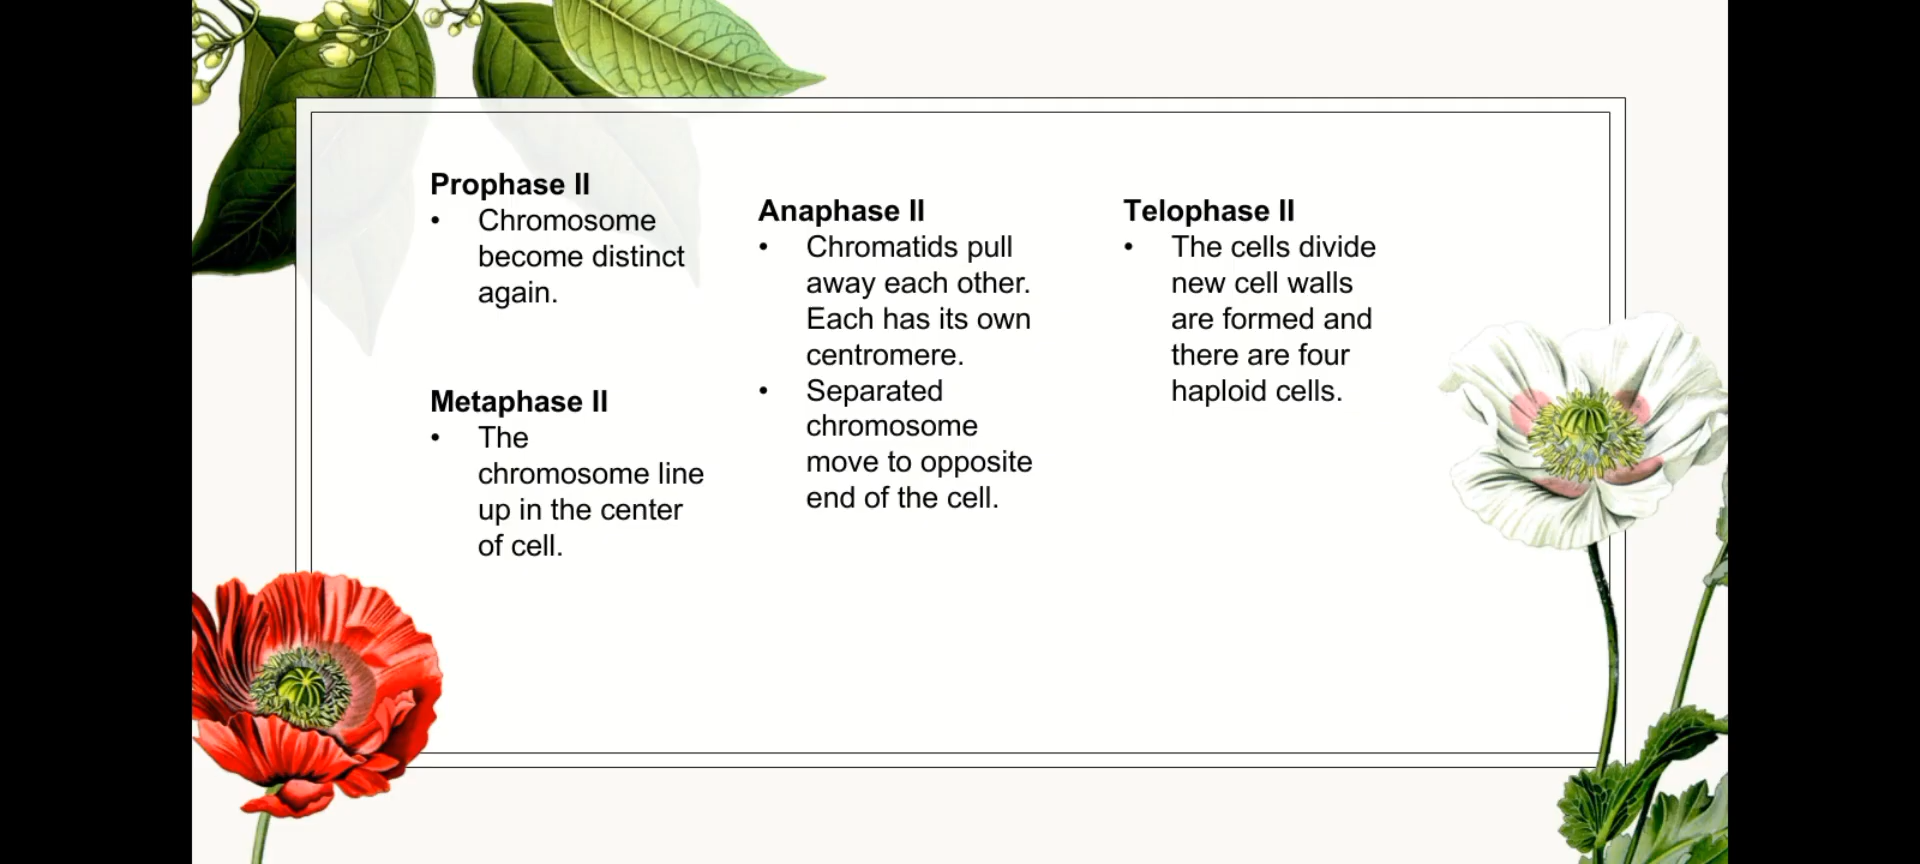 Prophase II
• Chromosome
become distinct
again.
Metaphase II
• The
chromosome line
up in the center
of cell.
Anaphase II
• Chromatids pull
away each other.
Each has its own
centromere.
• Separated
chromosome
move to opposite
end of the cell.
Telophase II
• The cells divide
new cell walls
are formed and
there are four
haploid cells.